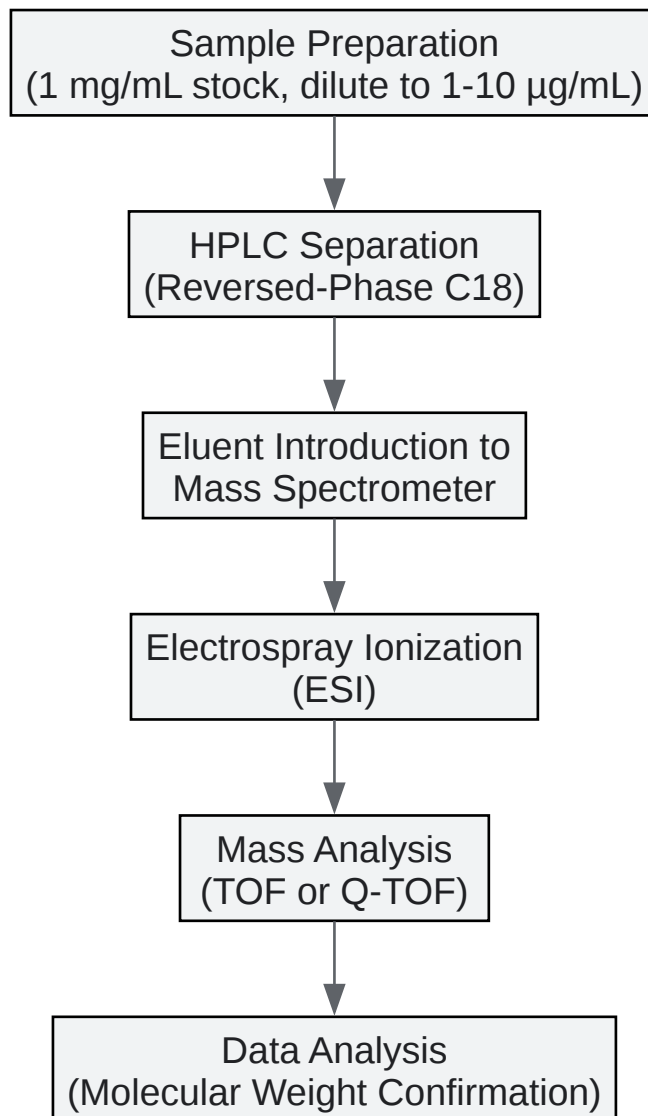 Sample Preparation
(1 mg/mL stock, dilute to 1-10 µg/mL)
HPLC Separation
(Reversed-Phase C18)
Eluent Introduction to
Mass Spectrometer
Electrospray Ionization
(ESI)
Mass Analysis
(TOF or Q-TOF)
Data Analysis
(Molecular Weight Confirmation)